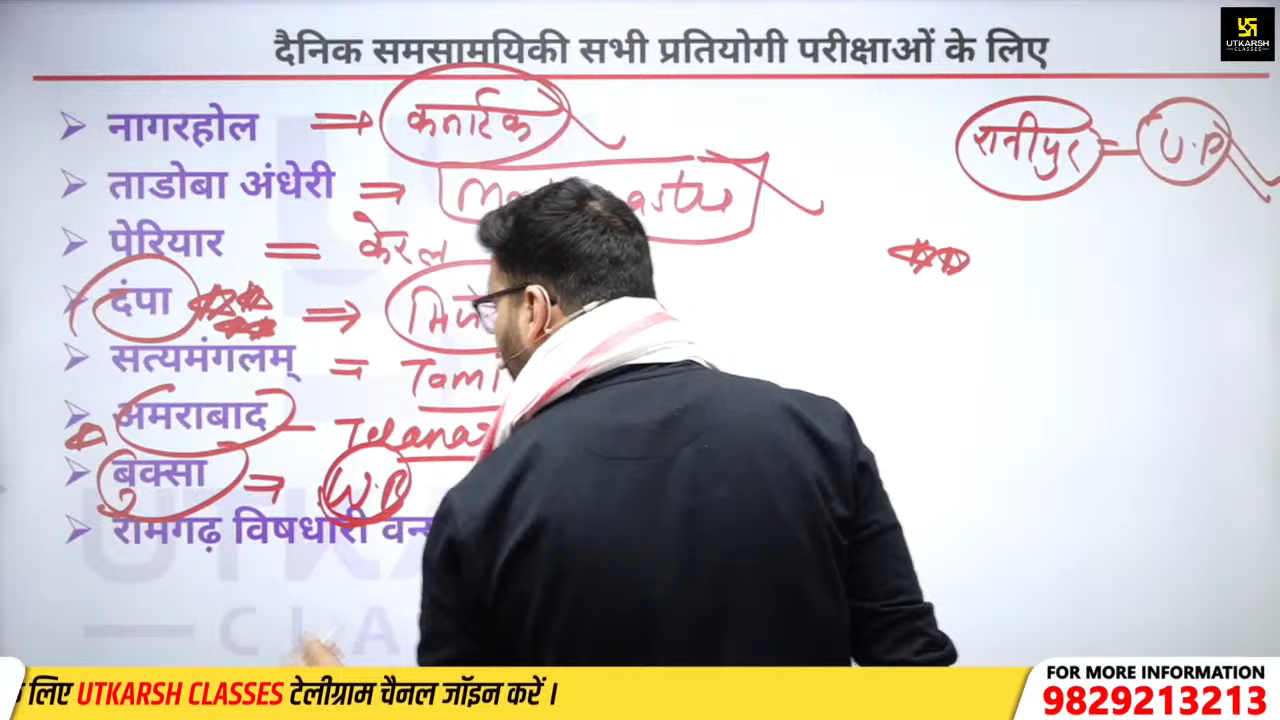 दैनिक समसामयिकी सभी प्रतियोगी परीक्षाओं के लिए
UTKARSH
CLASSES
नागरहोल ⇒ कर्नाटक
रानीपुर = U.P
ताडोबा अंधेरी ⇒
पेरियार = केरल
दंपा ⇒
सत्यमंगलम् =
अमराबाद –
बक्सा ⇒ W.B
रामगढ़ विषधारी
लिए UTKARSH CLASSES टेलीग्राम चैनल जॉइन करें ।
FOR MORE INFORMATION
9829213213